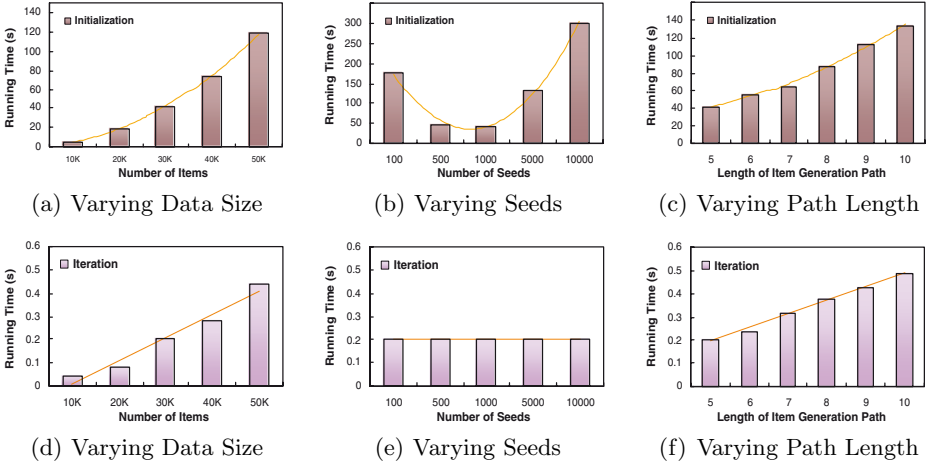 140
120
100
80
60
40
20
0
Running Time (s)
Initialization
10K 20K 30K 40K 50K
Number of Items
(a) Varying Data Size
300
250
200
150
100
50
0
Running Time (s)
Initialization
100 500 1000 5000 10000
Number of Seeds
(b) Varying Seeds
160
140
120
100
80
60
40
20
0
Running Time (s)
Initialization
5 6 7 8 9 10
Length of Item Generation Path
(c) Varying Path Length
0.6
0.5
0.4
0.3
0.2
0.1
0
Running Time (s)
Iteration
10K 20K 30K 40K 50K
Number of Items
(d) Varying Data Size
0.6
0.5
0.4
0.3
0.2
0.1
0
Running Time (s)
Iteration
100 500 1000 5000 10000
Number of Seeds
(e) Varying Seeds
0.6
0.5
0.4
0.3
0.2
0.1
0
Running Time (s)
Iteration
5 6 7 8 9 10
Length of Item Generation Path
(f) Varying Path Length